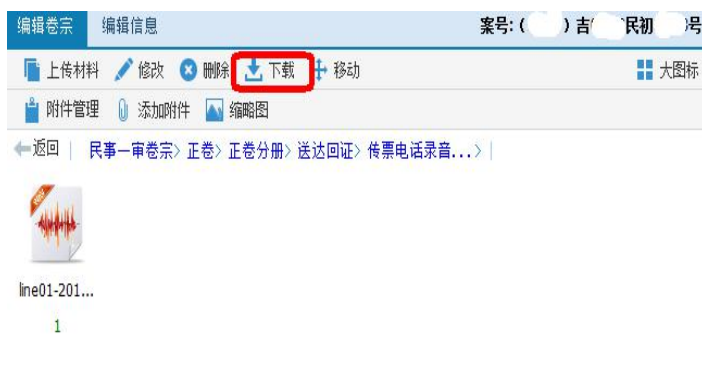 编辑卷宗 编辑信息 案号: ( ) 吉 民初 号
上传材料 修改 删除 下载 移动 大图标
附件管理 添加附件 缩略图
返回 | 民事一审卷宗> 正卷> 正卷分册> 送达回证> 传票电话录音...> |
line01-201...
1